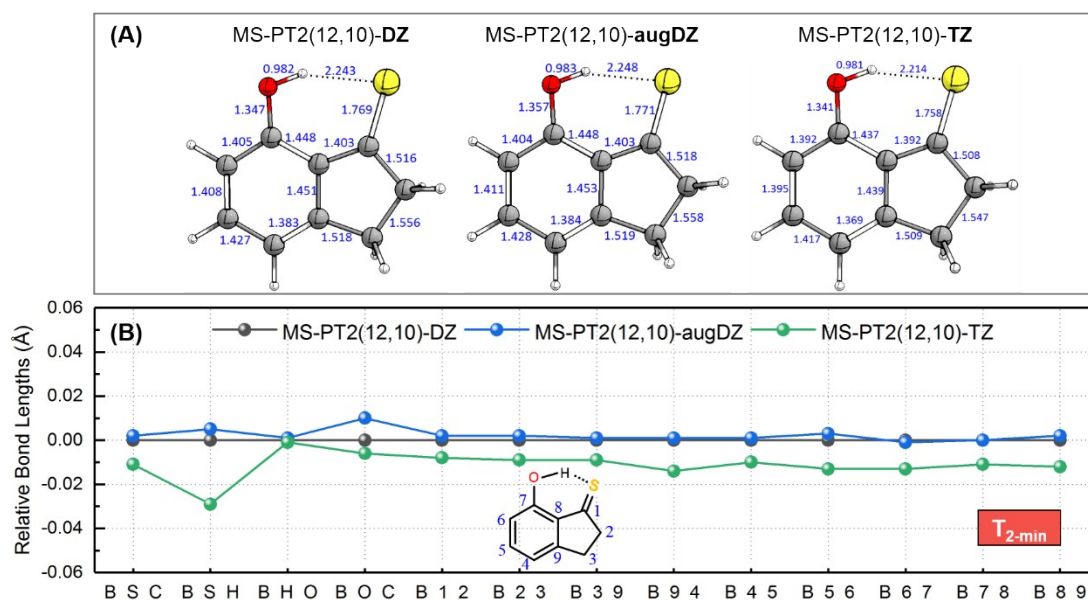 (A)
MS-PT2(12,10)-DZ
MS-PT2(12,10)-augDZ
MS-PT2(12,10)-TZ
0.982
2.243
1.347
1.769
1.405
1.448
1.403
1.516
1.408
1.451
1.556
1.427
1.383
1.518
0.983
2.248
1.357
1.771
1.404
1.448
1.403
1.518
1.411
1.453
1.558
1.428
1.384
1.519
0.981
2.214
1.341
1.758
1.392
1.437
1.392
1.508
1.395
1.439
1.547
1.417
1.369
1.509
(B)
MS-PT2(12,10)-DZ
MS-PT2(12,10)-augDZ
MS-PT2(12,10)-TZ
Relative Bond Lengths (Å)
0.06
0.04
0.02
0.00
-0.02
-0.04
-0.06
O
H
S
7
8
1
6
2
5
4
9
3
T2-min
B S C
B S H
B H O
B O C
B 1 2
B 2 3
B 3 9
B 9 4
B 4 5
B 5 6
B 6 7
B 7 8
B 8 9